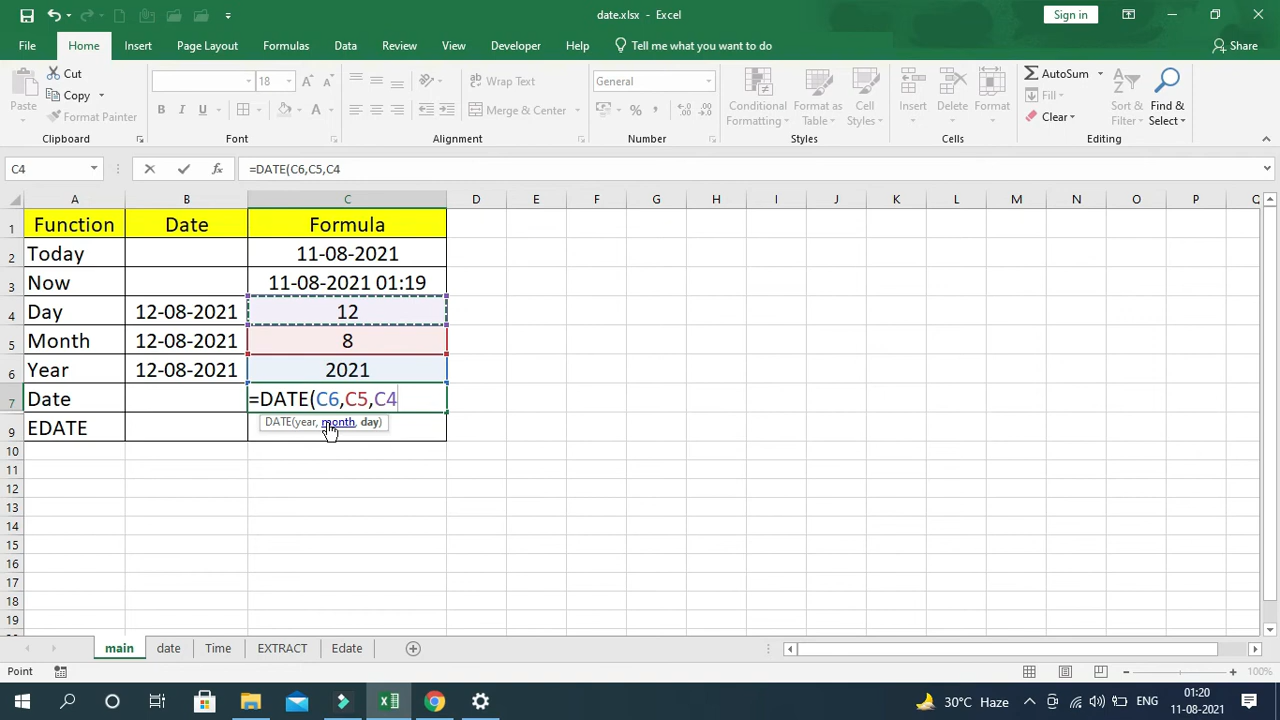 date.xlsx - Excel
Sign in
File Home Insert Page Layout Formulas Data Review View Developer Help Tell me what you want to do Share
Paste
Cut
Copy
Format Painter
Clipboard
18
A A
B I U A
Font
Wrap Text
Merge & Center
Alignment
General
%
Number
Conditional Formatting
Format as Table
Cell Styles
Styles
Insert
Delete
Format
Cells
AutoSum
Fill
Clear
Sort & Filter
Find & Select
Editing
C4 fx =DATE(C6,C5,C4
A B C D E F G H I J K L M N O P Q
1 Function Date Formula
2 Today 11-08-2021
3 Now 11-08-2021 01:19
4 Day 12-08-2021 12
5 Month 12-08-2021 8
6 Year 12-08-2021 2021
7 Date =DATE(C6,C5,C4
DATE(year, month, day)
9 EDATE
10
11
12
13
14
15
16
17
18
19
main date Time EXTRACT Edate
Point 100%
30°C Haze ENG 01:20
11-08-2021